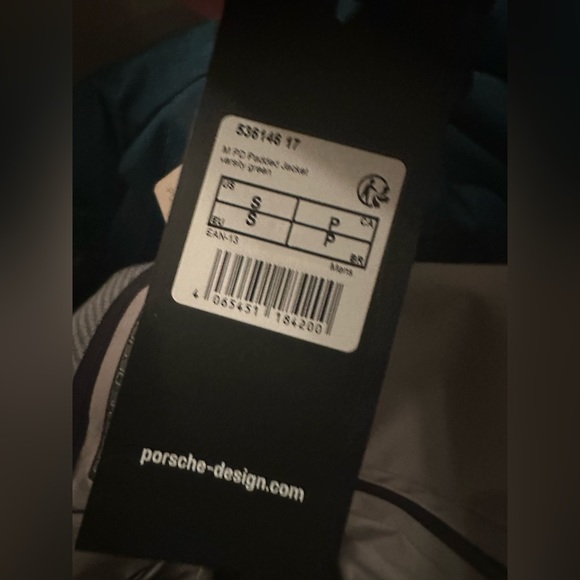 536146 17
M PD Padded Jacket
varsity green
US S P CA
EU S P BR
EAN-13
Mens
4 065451 184200
porsche-design.com